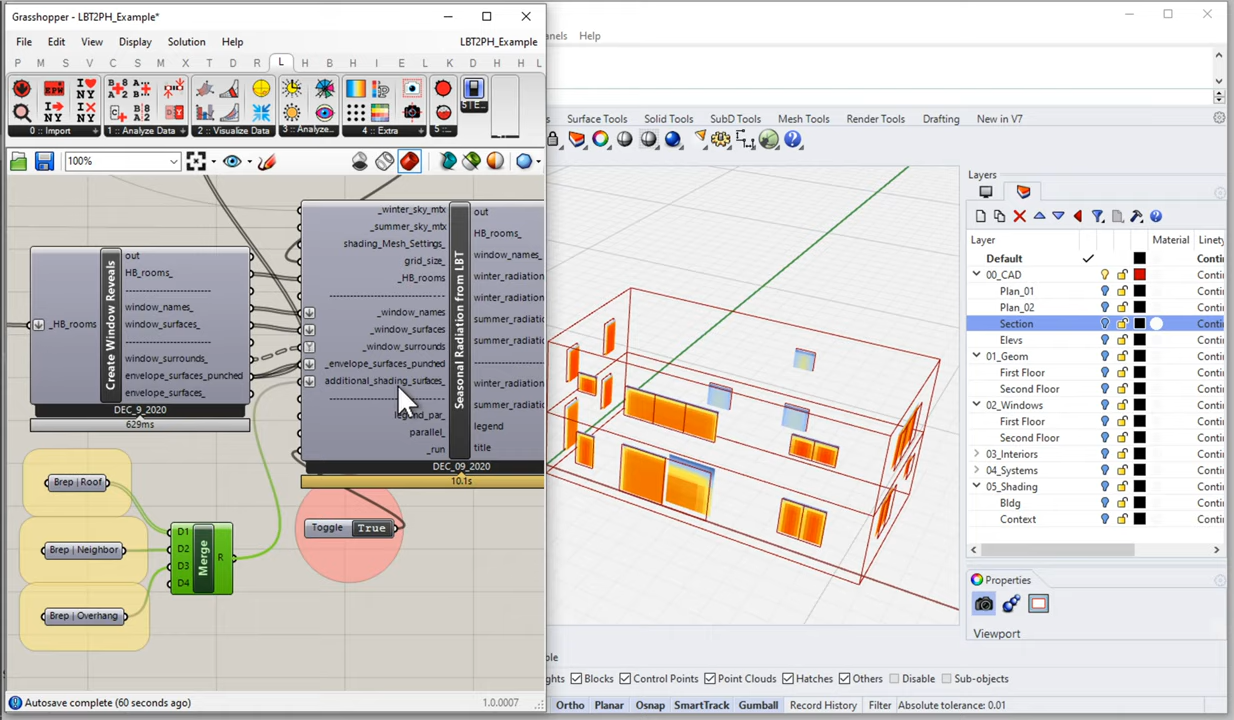 Grasshopper - LBT2PH_Example*
File Edit View Display Solution Help
LBT2PH_Example
P M S V M X T D R L H B H I E K D H L
0 :: Import
1 :: Analyze Data
2 :: Visualize Data
3 :: Analyze...
4 :: Extra
5 ::
5 | E...
100%
Create Window Reveals
_HB_rooms
out
HB_rooms_
window_names_
window_surfaces_
window_surrounds_
envelope_surfaces_punched
envelope_surfaces_
DEC_9_2020
629ms
_winter_sky_mtx
_summer_sky_mtx
shading_Mesh_Settings_
grid_size_
_HB_rooms
_window_names
_window_surfaces
_window_surrounds
_envelope_surfaces_punched
additional_shading_surfaces_
legend_par_
parallel_
_run
Seasonal Radiation from LBT
out
HB_rooms_
window_names_
winter_radiation
winter_radiation
summer_radiatio
summer_radiatio
winter_radiation
summer_radiatio
legend
title
DEC_09_2020
10.1s
Brep | Roof
Brep | Neighbor
Brep | Overhang
D1
D2
D3
D4
Merge
R
Toggle True
Autosave complete (60 seconds ago)
1.0.0007
anels Help
Surface Tools Solid Tools SubD Tools Mesh Tools Render Tools Drafting New in V7
Layers
Layer Material Linety
Default Conti
00_CAD Conti
Plan_01 Conti
Plan_02 Conti
Section Conti
Elevs Conti
01_Geom Conti
First Floor Conti
Second Floor Conti
02_Windows Conti
First Floor Conti
Second Floor Conti
03_Interiors Conti
04_Systems Conti
05_Shading Conti
Bldg Conti
Context Conti
Properties
Viewport
ble
ghts Blocks Control Points Point Clouds Hatches Others Disable Sub-objects
Ortho Planar Osnap SmartTrack Gumball Record History Filter Absolute tolerance: 0.01